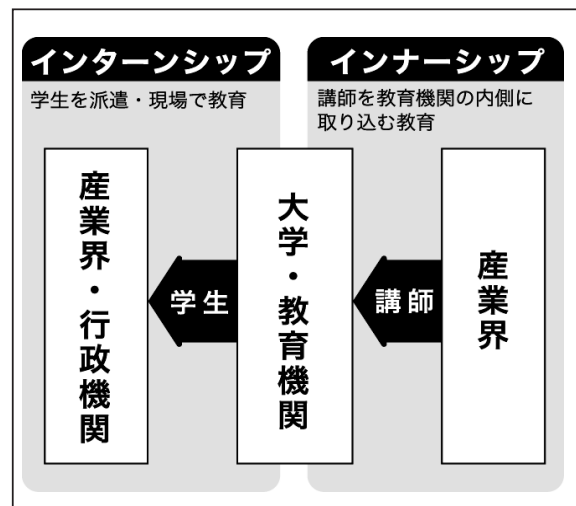 インターンシップ
学生を派遣・現場で教育
産業界・行政機関
学生
インナーシップ
講師を教育機関の内側に
取り込む教育
大学・教育機関
講師
産業界